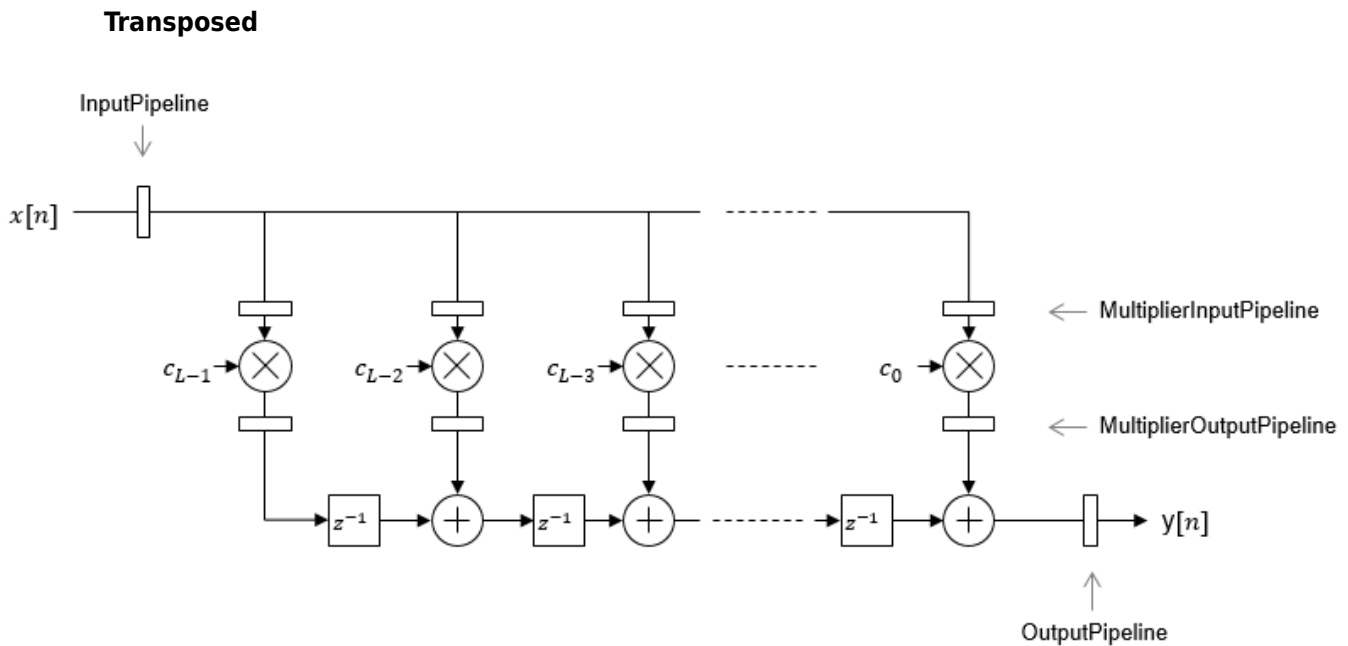 Transposed
InputPipeline
x[n]
MultiplierInputPipeline
c_{L−1} c_{L−2} c_{L−3} c_0
MultiplierOutputPipeline
z^{−1} + z^{−1} + z^{−1} + y[n]
OutputPipeline